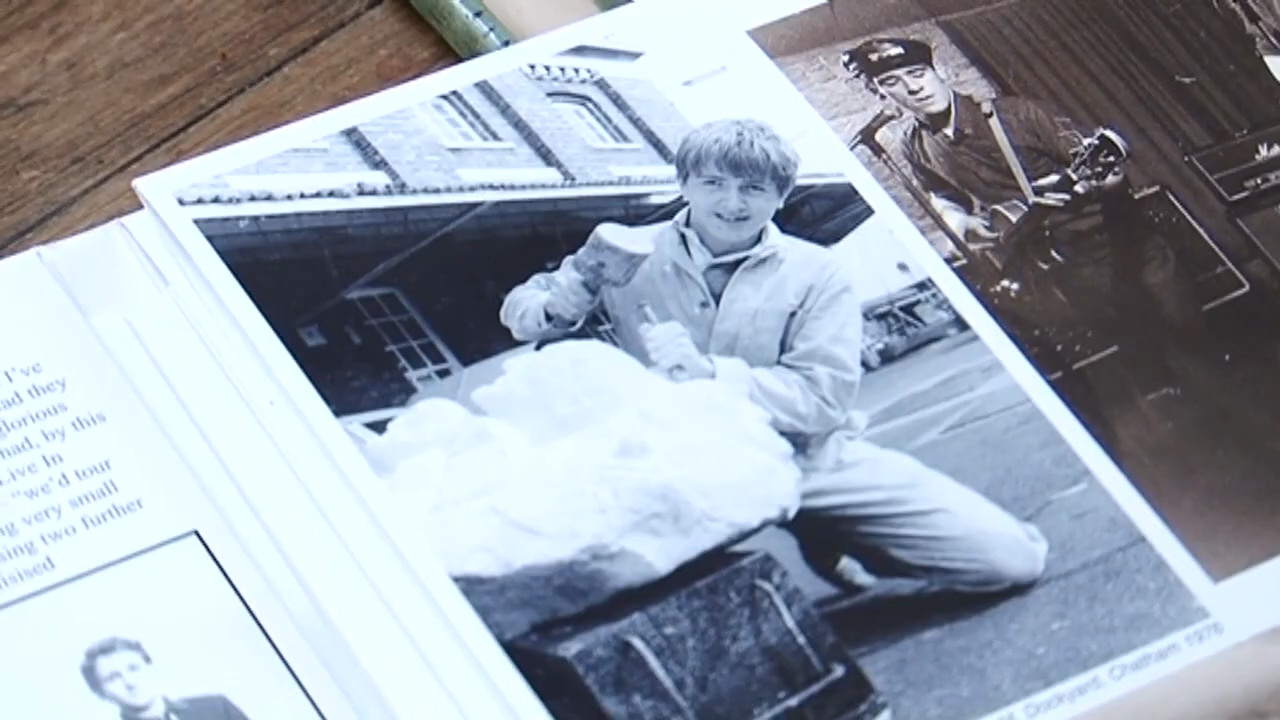 I've
ad they
glorious
had, by this
Live In
"we'd tour
ng very small
sing two further
Dockyard, Chatham 1976